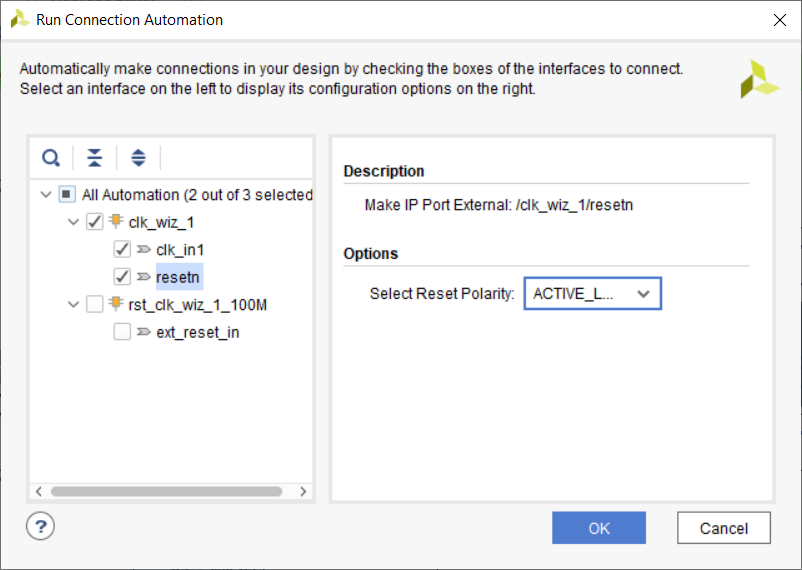 Run Connection Automation
Automatically make connections in your design by checking the boxes of the interfaces to connect.
Select an interface on the left to display its configuration options on the right.
All Automation (2 out of 3 selected
clk_wiz_1
clk_in1
resetn
rst_clk_wiz_1_100M
ext_reset_in
Description
Make IP Port External: /clk_wiz_1/resetn
Options
Select Reset Polarity: ACTIVE_L...
?
OK
Cancel